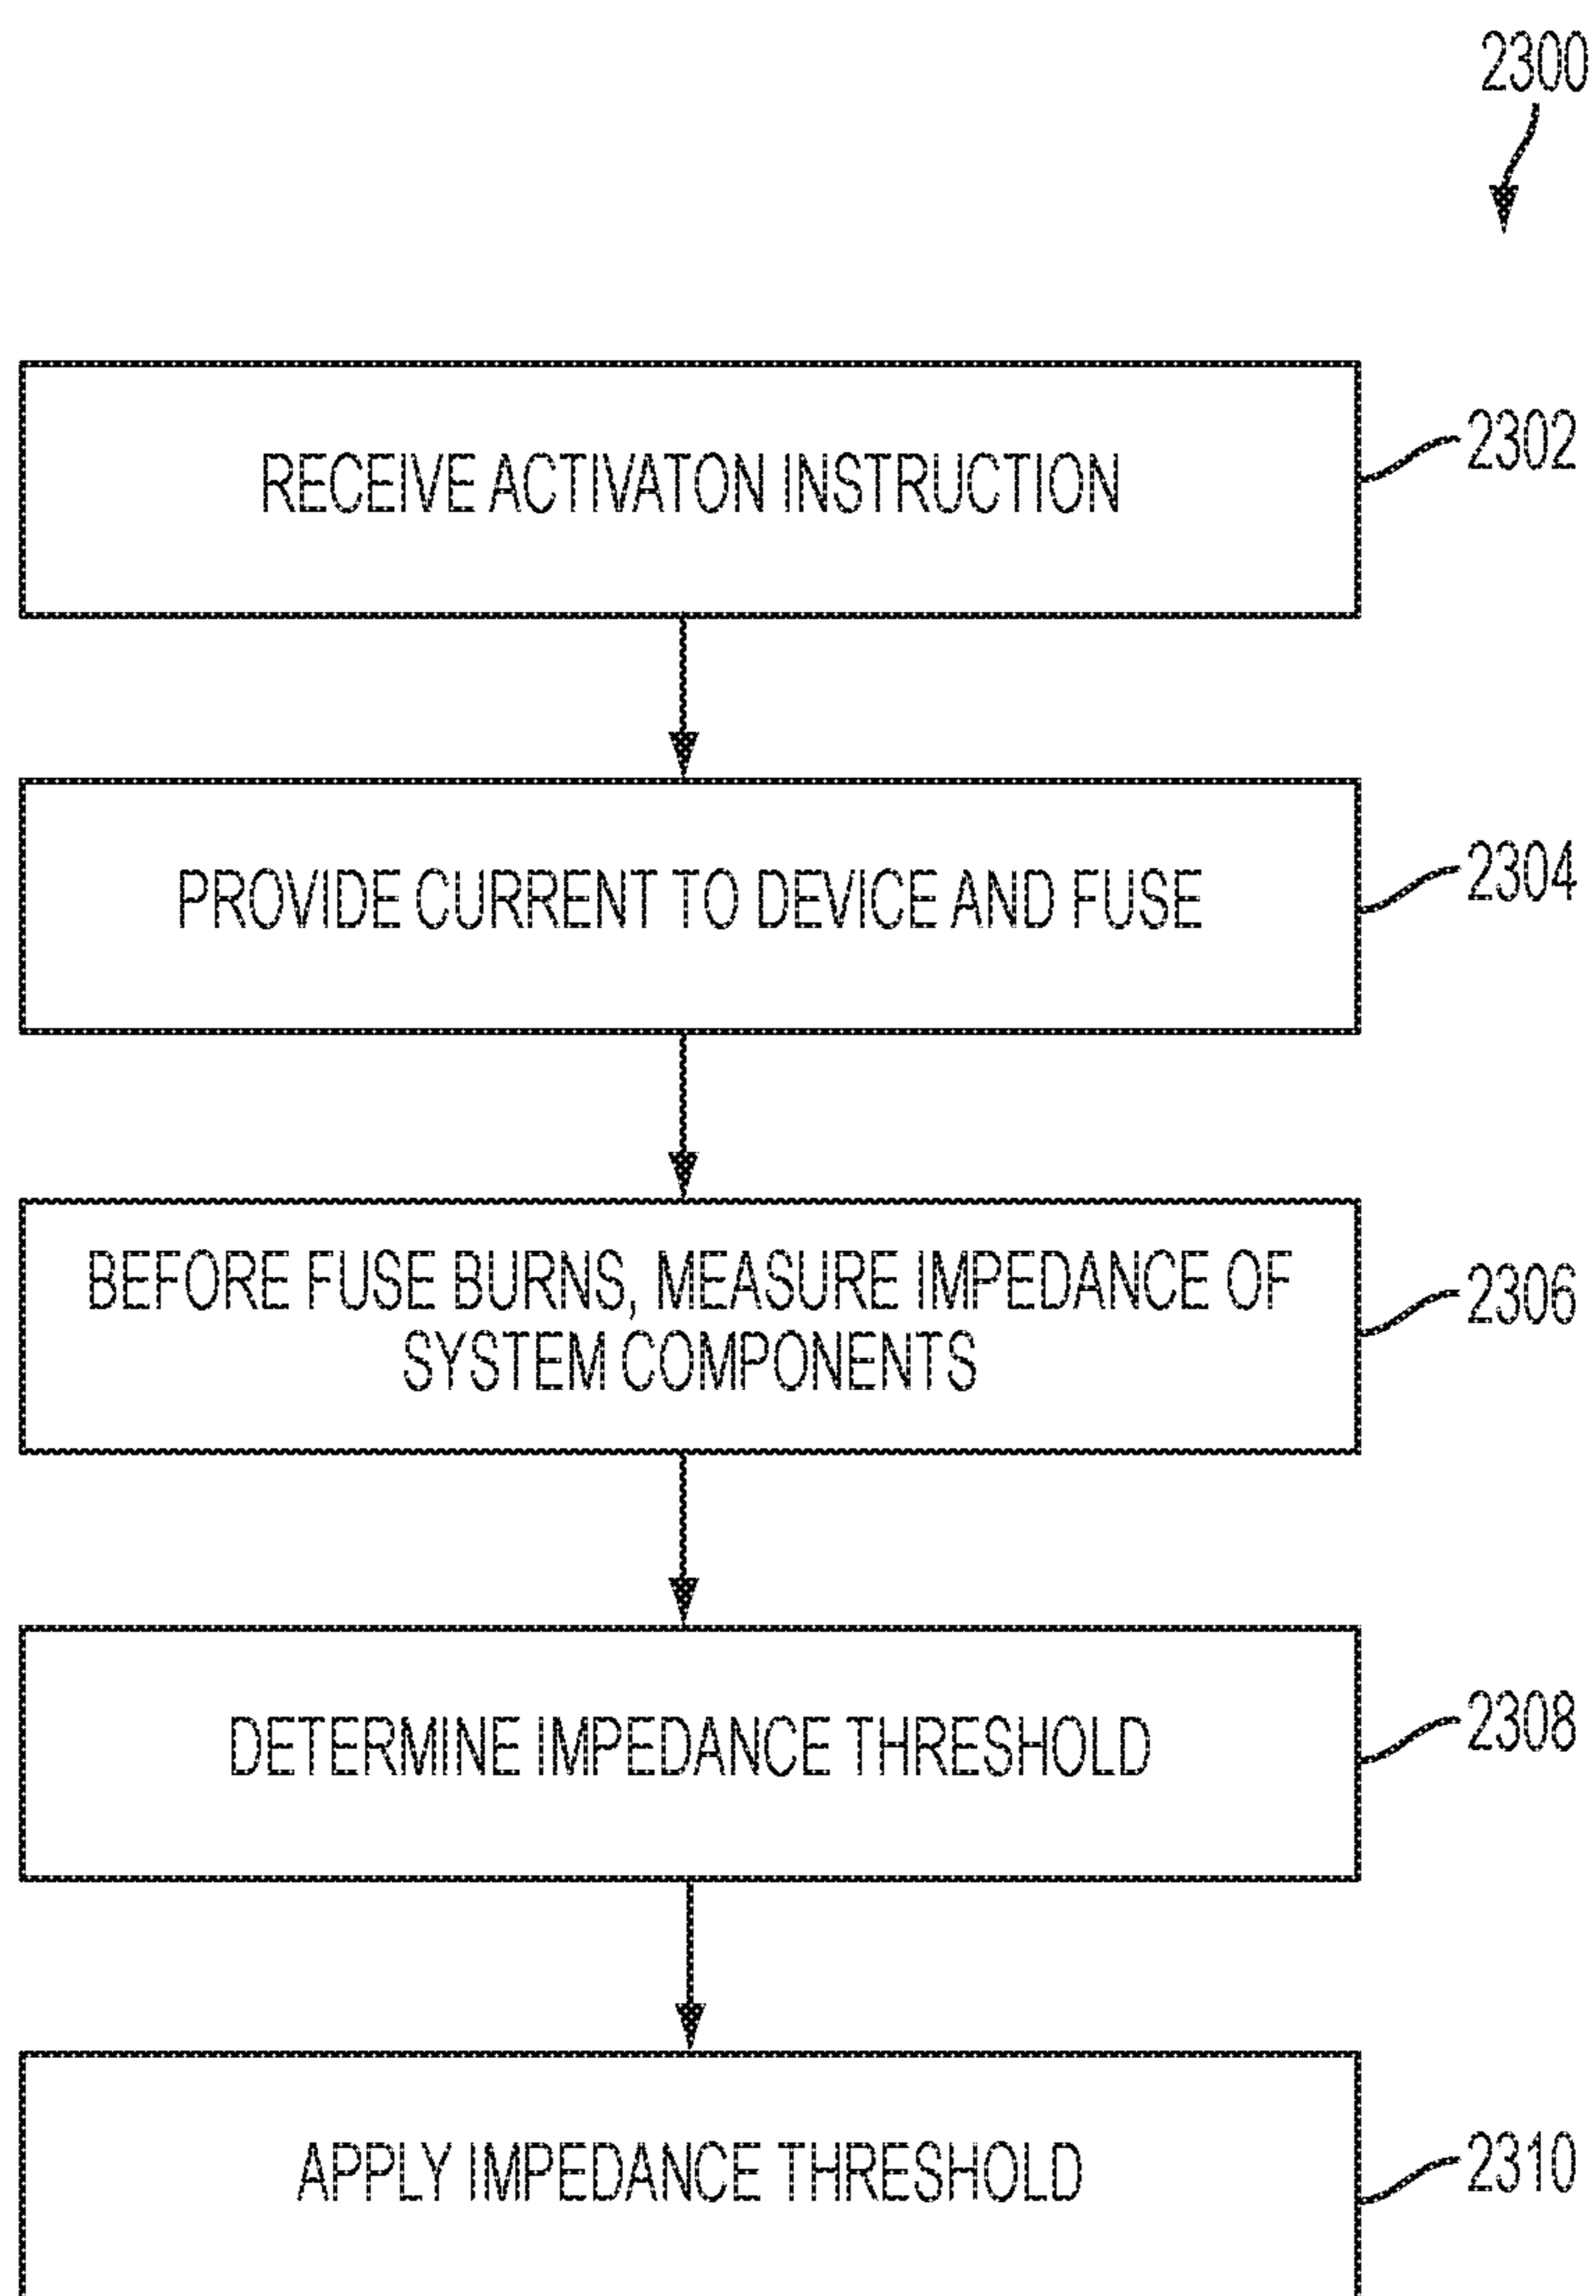 2300
RECEIVE ACTIVATON INSTRUCTION
2302
PROVIDE CURRENT TO DEVICE AND FUSE
2304
BEFORE FUSE BURNS, MEASURE IMPEDANCE OF
SYSTEM COMPONENTS
2306
DETERMINE IMPEDANCE THRESHOLD
2308
APPLY IMPEDANCE THRESHOLD
2310